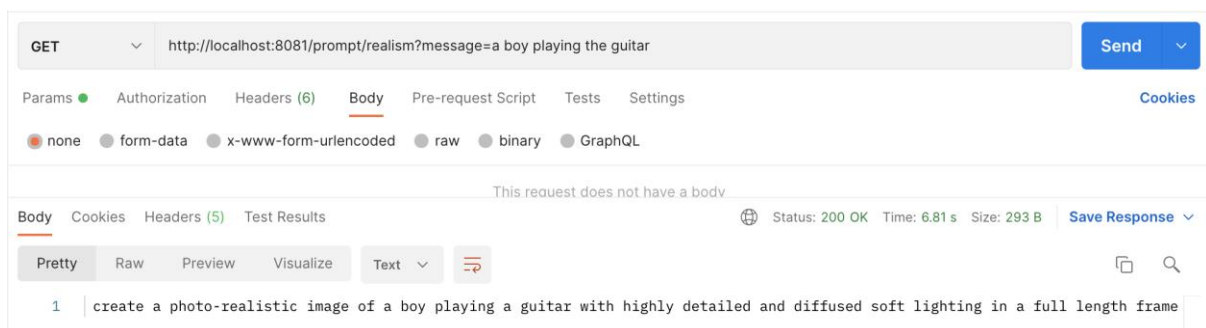 GET http://localhost:8081/prompt/realism?message=a boy playing the guitar Send
Params Authorization Headers (6) Body Pre-request Script Tests Settings Cookies
none form-data x-www-form-urlencoded raw binary GraphQL
This request does not have a body
Body Cookies Headers (5) Test Results Status: 200 OK Time: 6.81 s Size: 293 B Save Response
Pretty Raw Preview Visualize Text
1 create a photo-realistic image of a boy playing a guitar with highly detailed and diffused soft lighting in a full length frame